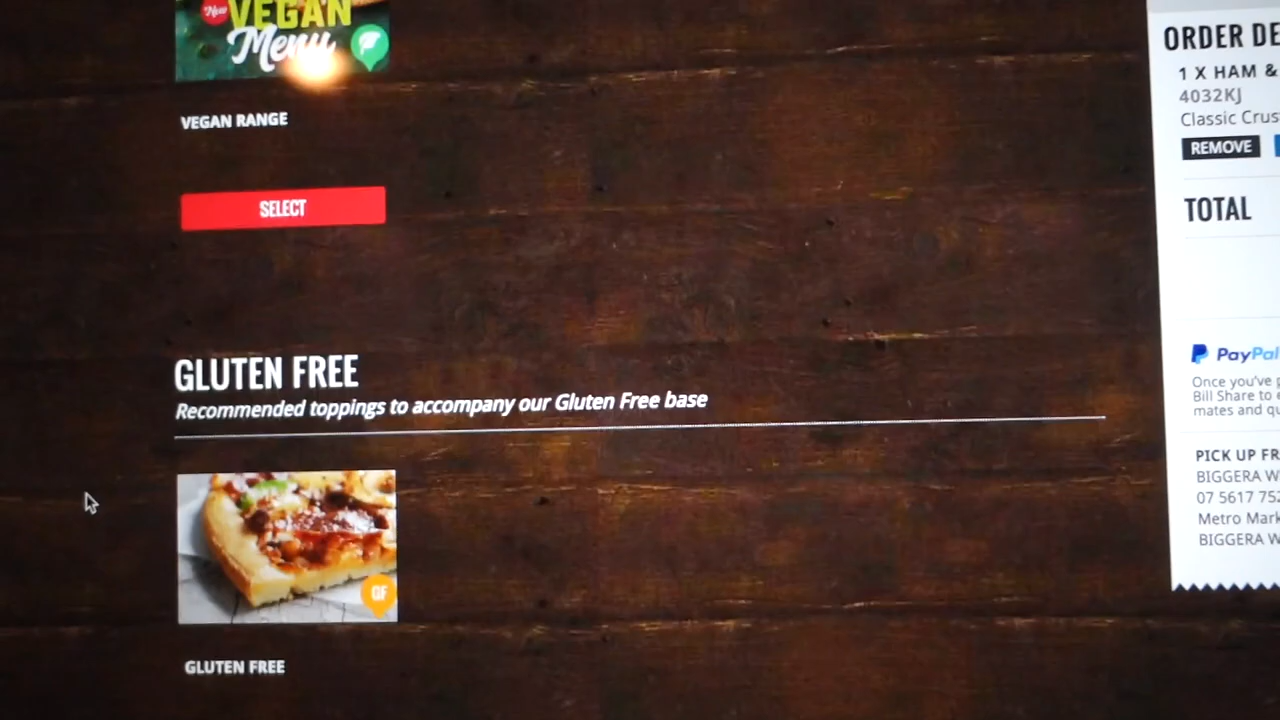 New
VEGAN
Menu
VEGAN RANGE
SELECT
GLUTEN FREE
Recommended toppings to accompany our Gluten Free base
GF
GLUTEN FREE
ORDER DE
1 X HAM &
4032KJ
Classic Crus
REMOVE
TOTAL
PayPal
Once you've p
Bill Share to e
mates and qu
PICK UP FR
BIGGERA W
07 5617 752
Metro Mark
BIGGERA W